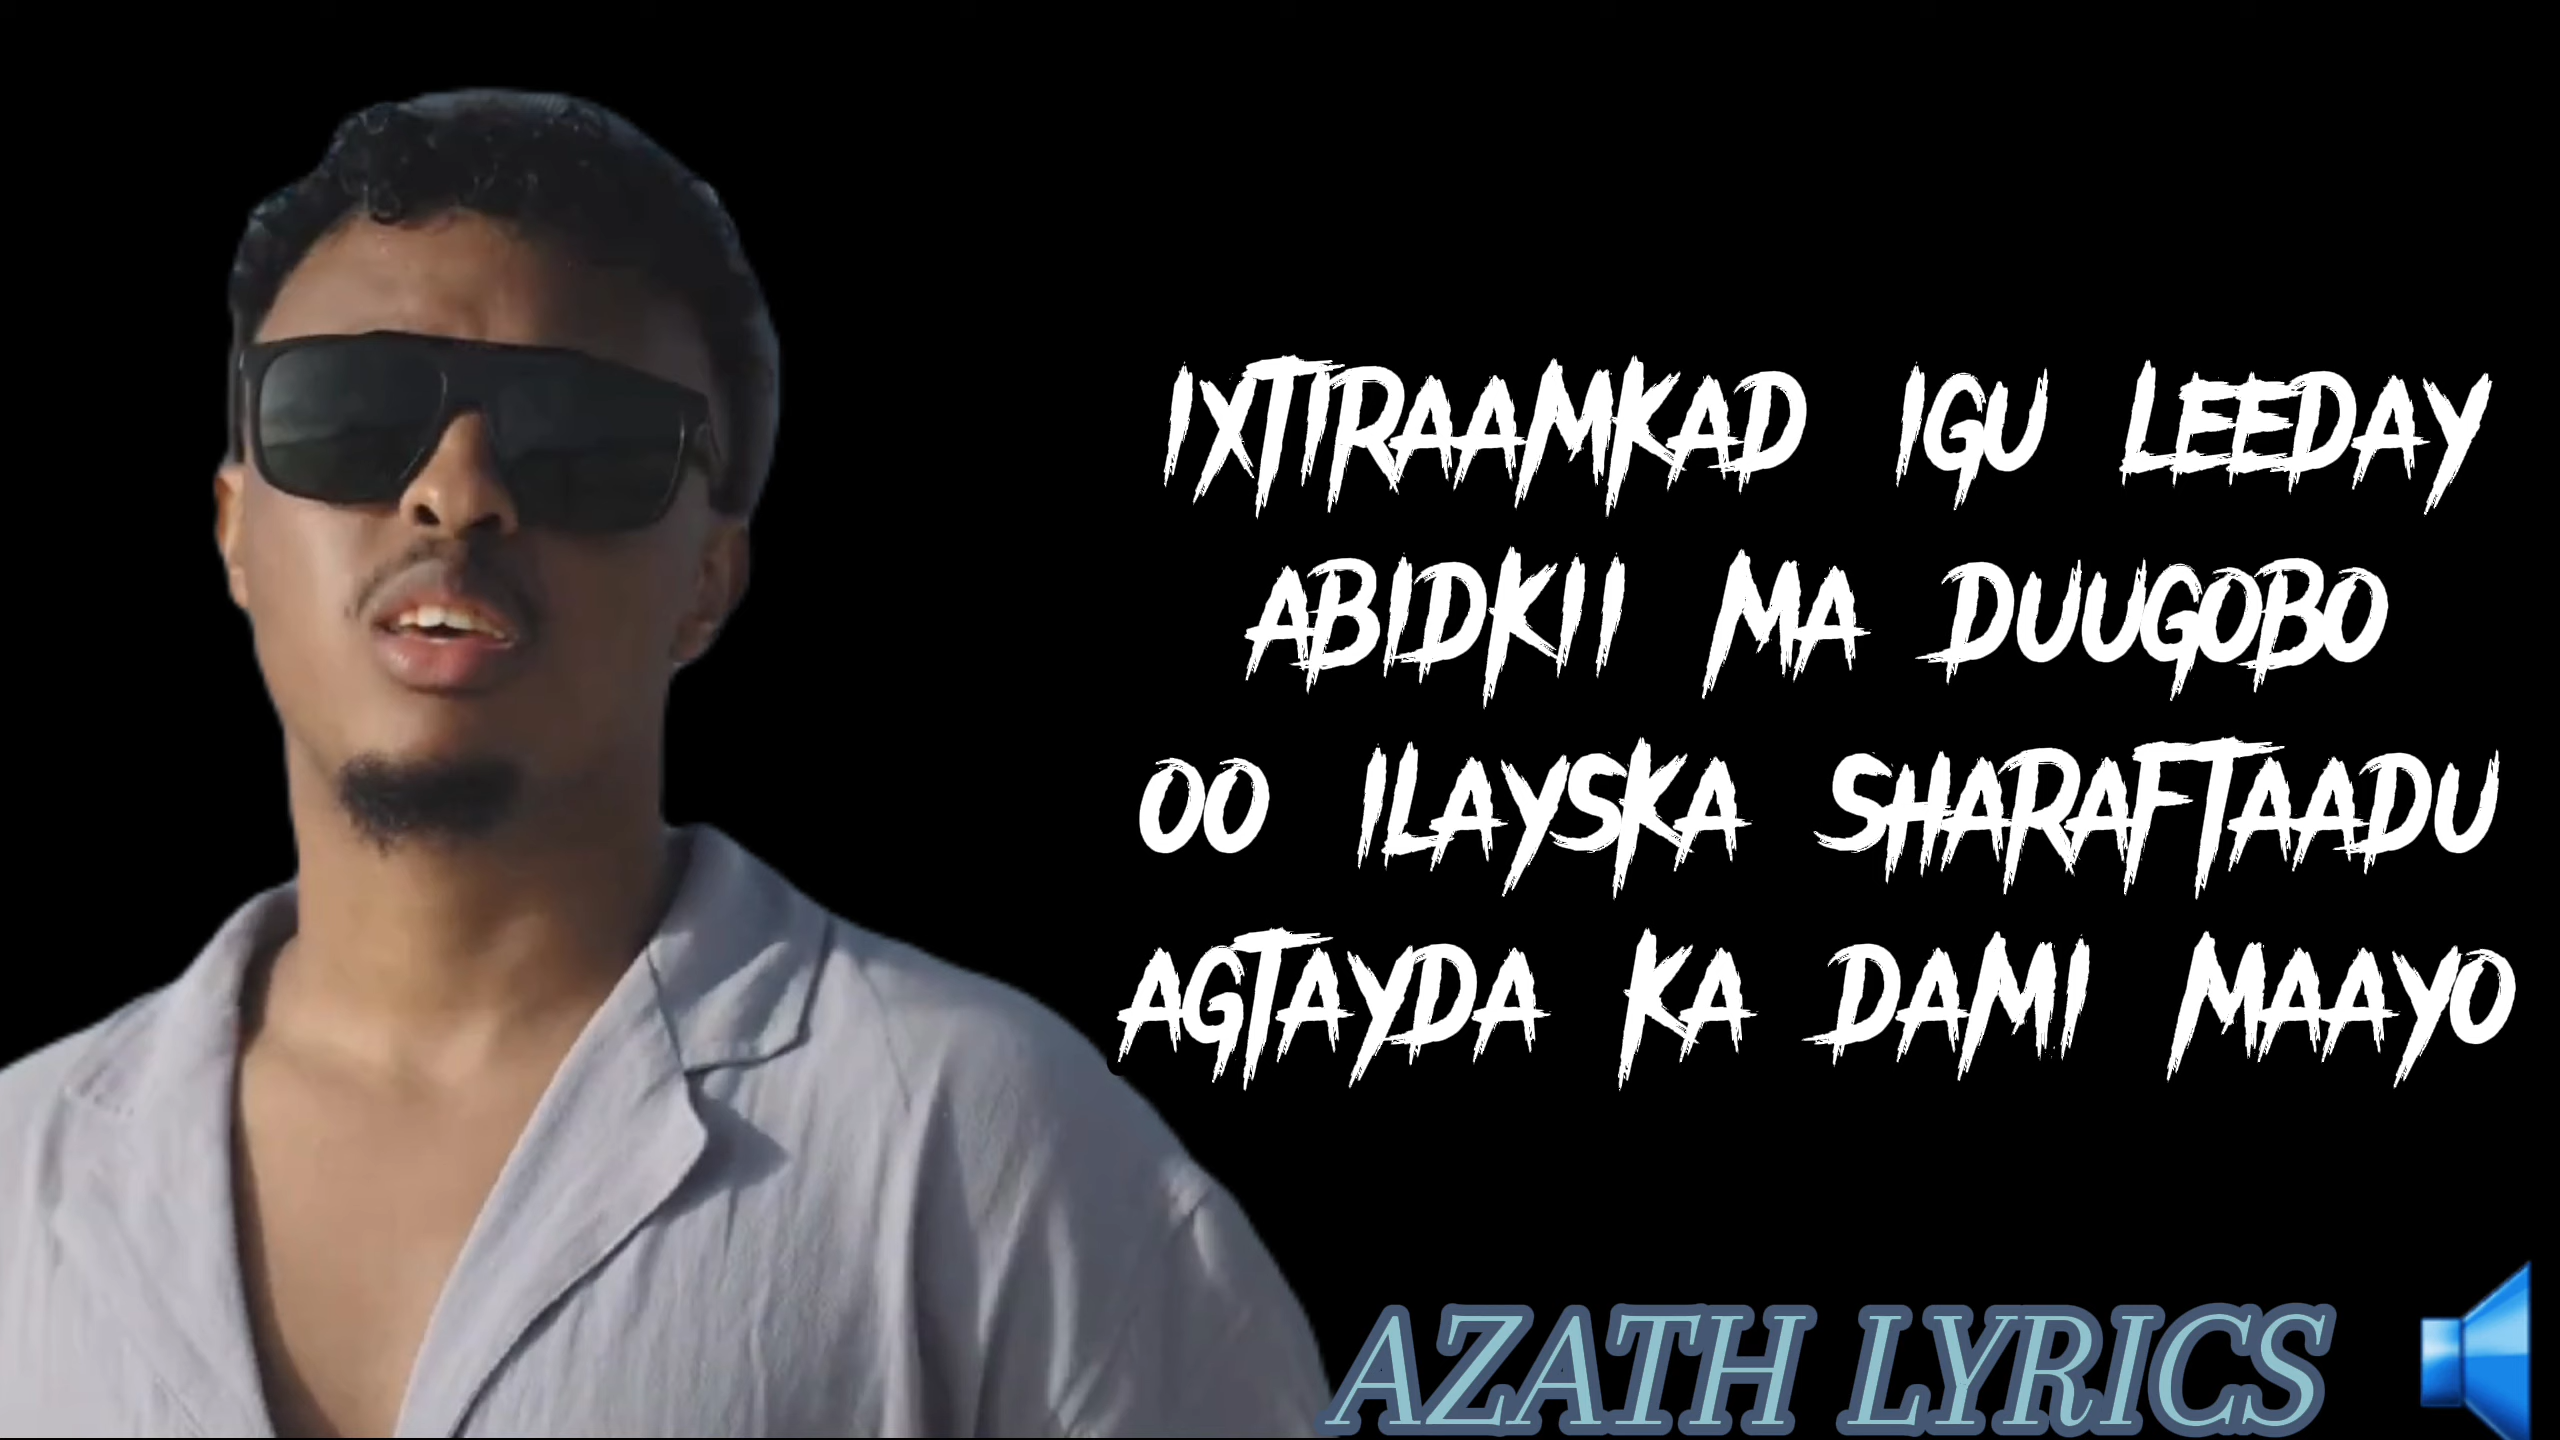 IXTIRAAMKAD IGU LEEDAY
ABIDKII MA DUUGOBO
OO ILAYSKA SHARAFTAADU
AGTAYDA KA DAMI MAAYO
AZATH LYRICS